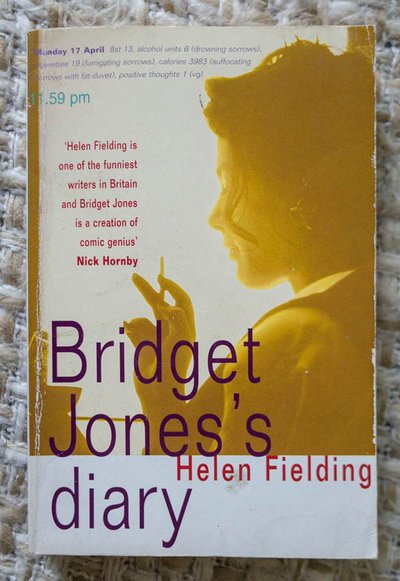 Monday 17 April 8st 13, alcohol units 6 (drowning sorrows),
cigarettes 19 (fumigating sorrows), calories 3983 (suffocating
sorrows with fat-duvet), positive thoughts 1 (vg)
11.59 pm
'Helen Fielding is
one of the funniest
writers in Britain
and Bridget Jones
is a creation of
comic genius'
Nick Hornby
Bridget
Jones's
Helen Fielding
diary